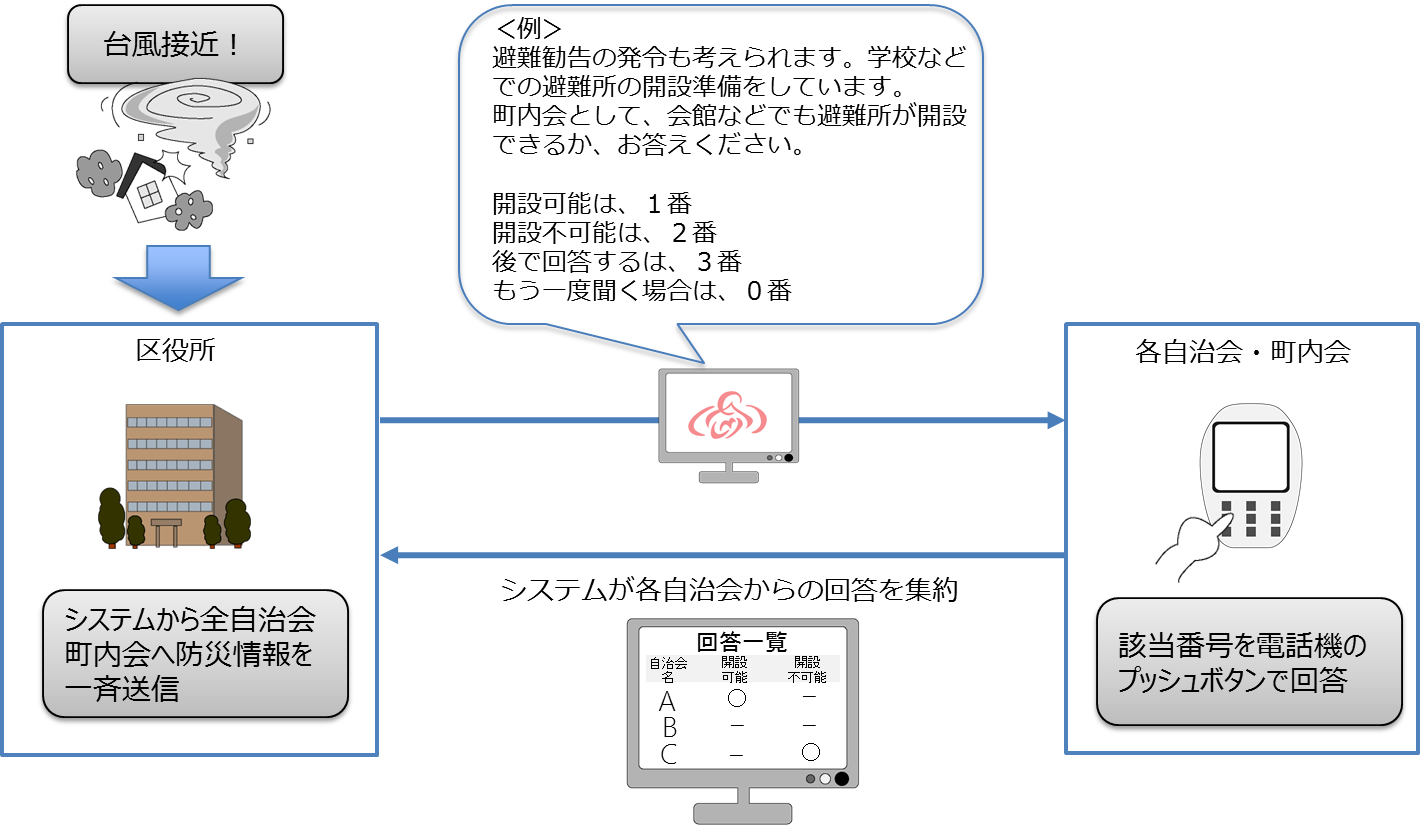 台風接近！
＜例＞
避難勧告の発令も考えられます。学校など
での避難所の開設準備をしています。
町内会として、会館などでも避難所が開設
できるか、お答えください。
開設可能は、１番
開設不可能は、２番
後で回答するは、３番
もう一度聞く場合は、０番
区役所
各自治会・町内会
システムから全自治会
町内会へ防災情報を
一斉送信
システムが各自治会からの回答を集約
回答一覧
自治会名 開設可能 開設不可能
A ○ －
B － －
C － ○
該当番号を電話機の
プッシュボタンで回答